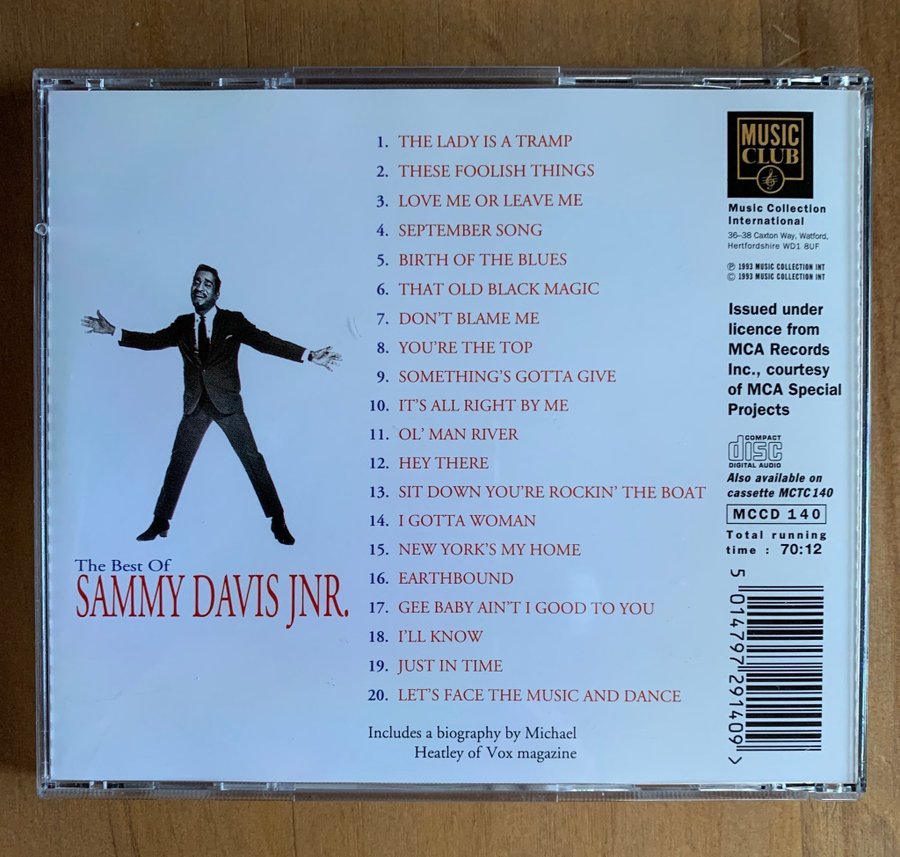 1. THE LADY IS A TRAMP
2. THESE FOOLISH THINGS
3. LOVE ME OR LEAVE ME
4. SEPTEMBER SONG
5. BIRTH OF THE BLUES
6. THAT OLD BLACK MAGIC
7. DON'T BLAME ME
8. YOU'RE THE TOP
9. SOMETHING'S GOTTA GIVE
10. IT'S ALL RIGHT BY ME
11. OL' MAN RIVER
12. HEY THERE
13. SIT DOWN YOU'RE ROCKIN' THE BOAT
14. I GOTTA WOMAN
15. NEW YORK'S MY HOME
16. EARTHBOUND
17. GEE BABY AIN'T I GOOD TO YOU
18. I'LL KNOW
19. JUST IN TIME
20. LET'S FACE THE MUSIC AND DANCE
Includes a biography by Michael
Heatley of Vox magazine
The Best Of
SAMMY DAVIS JNR.
MUSIC
CLUB
Music Collection
International
36–38 Caxton Way, Watford,
Hertfordshire WD1 8UF
℗ 1993 MUSIC COLLECTION INT
© 1993 MUSIC COLLECTION INT
Issued under
licence from
MCA Records
Inc., courtesy
of MCA Special
Projects
COMPACT
disc
DIGITAL AUDIO
Also available on
cassette MCTC140
MCCD 140
Total running
time : 70:12
5 014797 291409 >